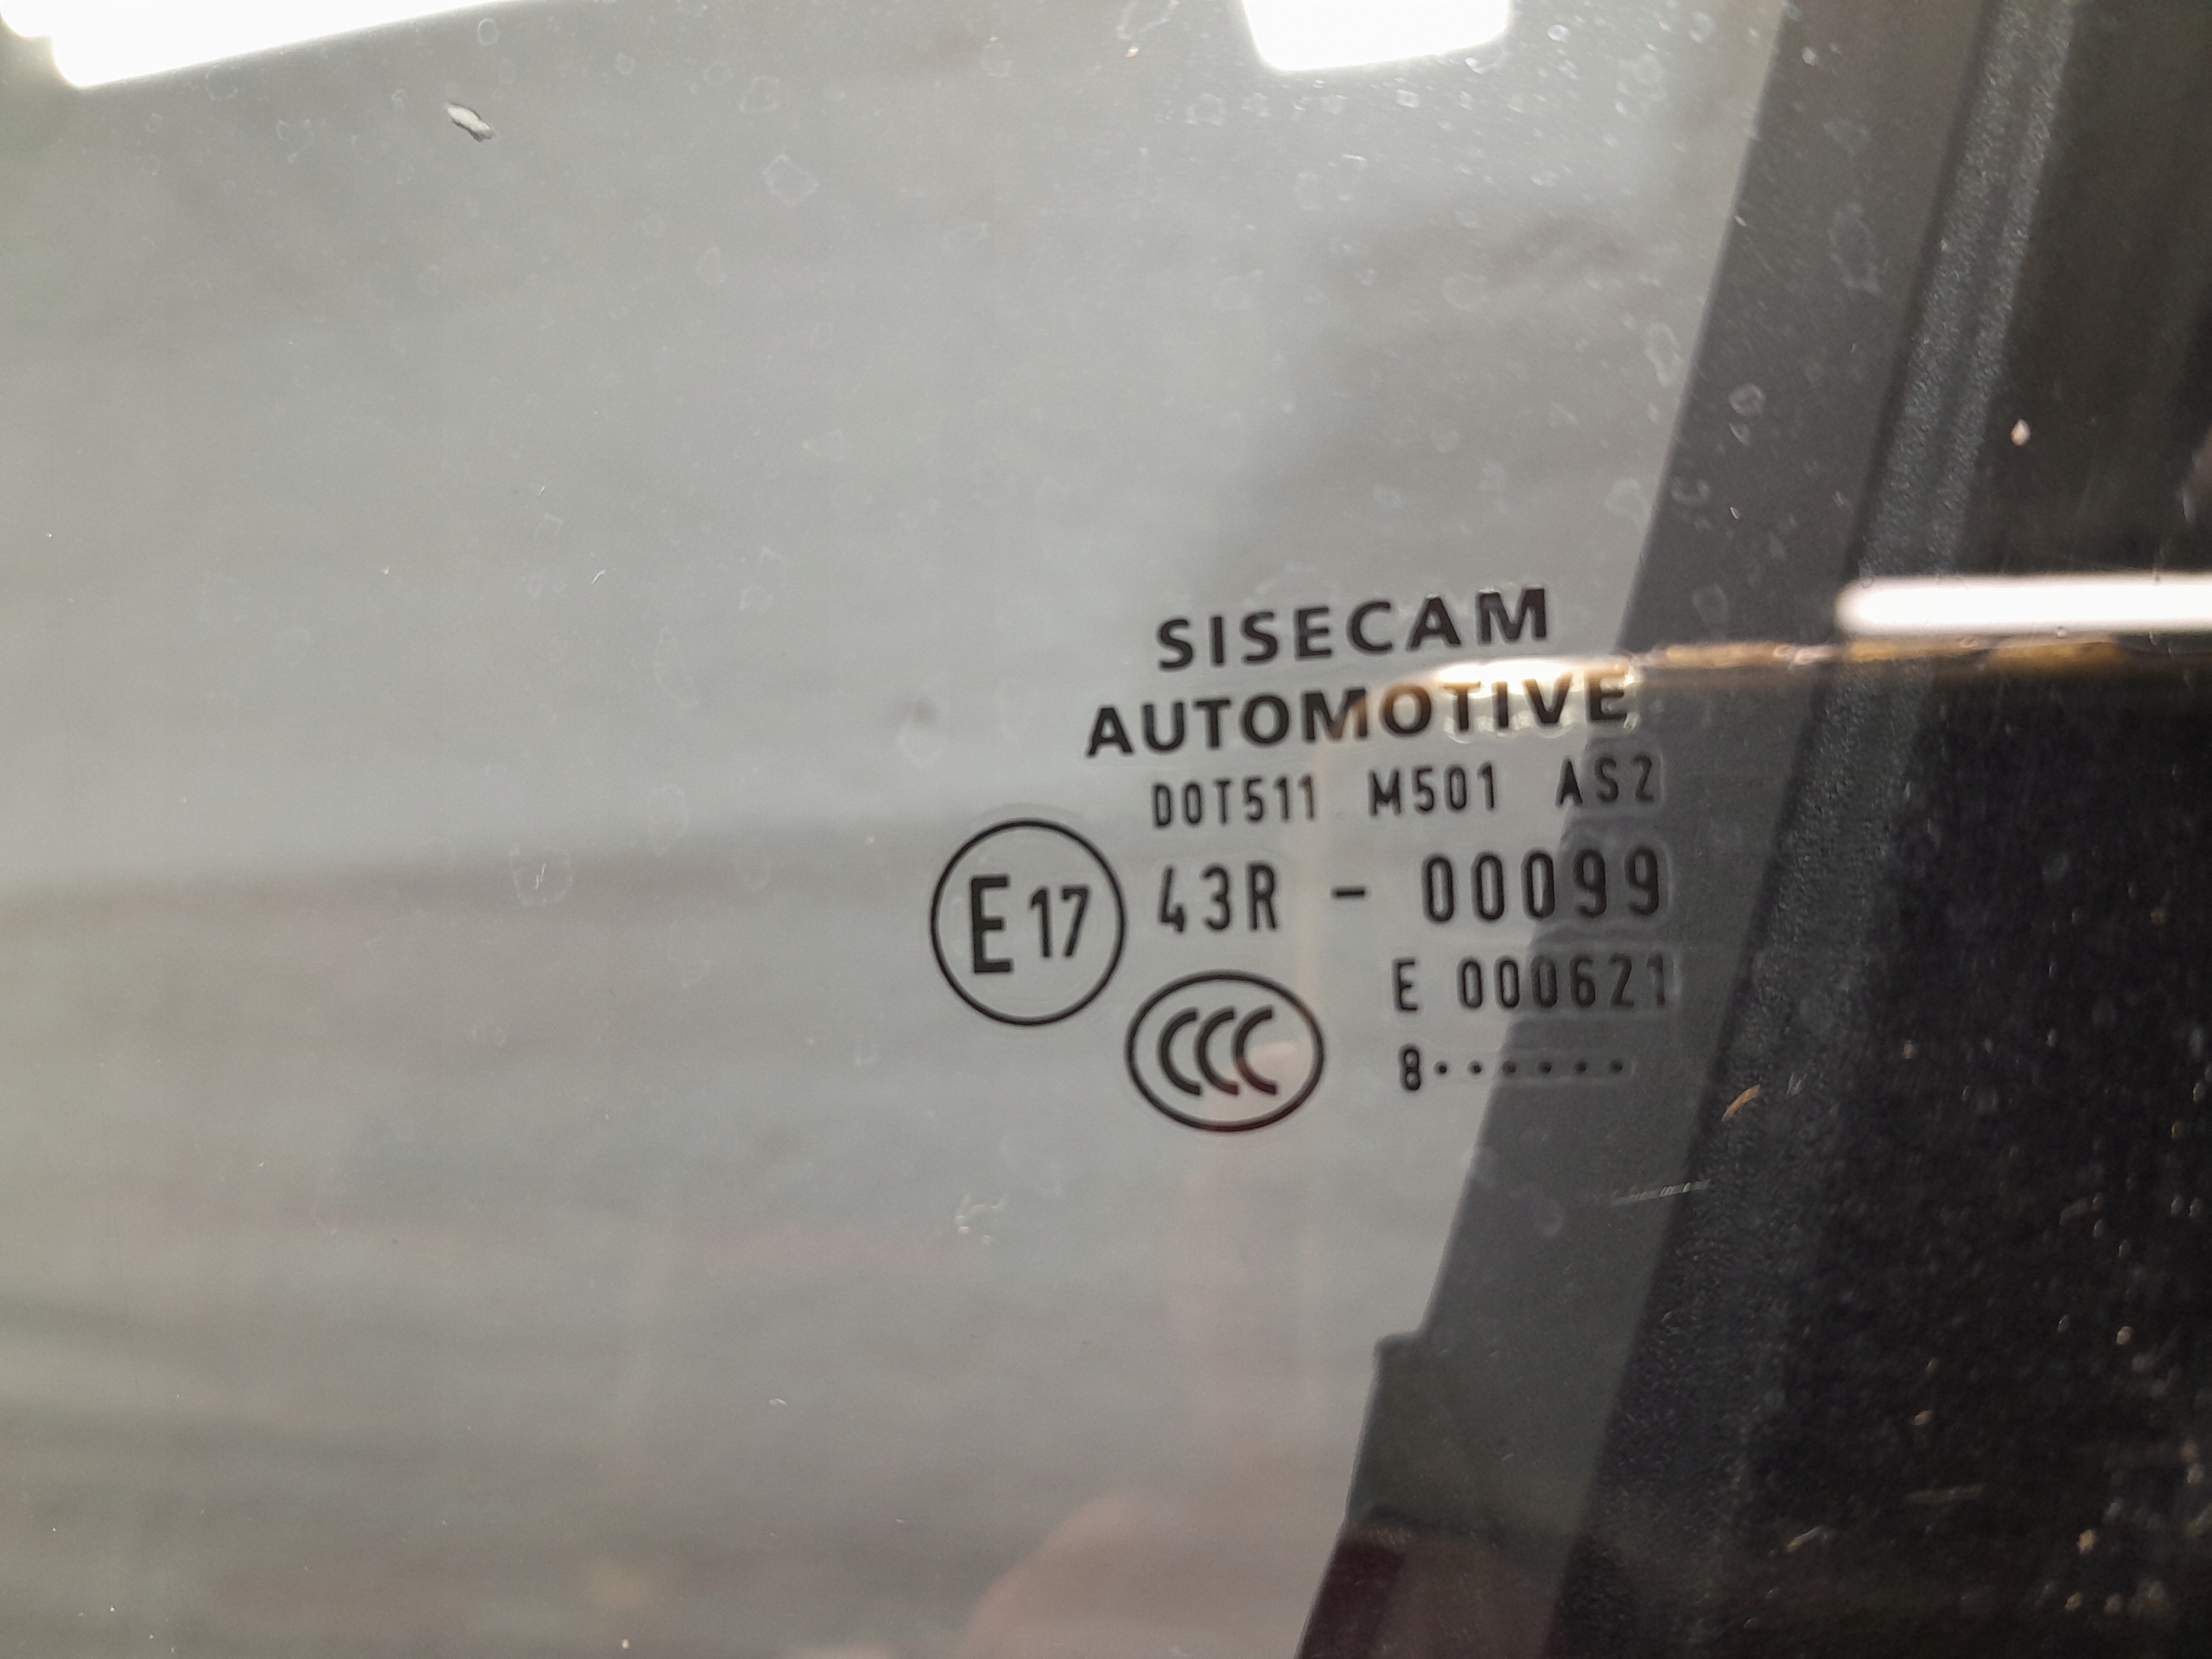 SISECAM
AUTOMOTIVE
DOT511 M501 AS2
E17 43R - 00099
E 000621
CCC 8••••••